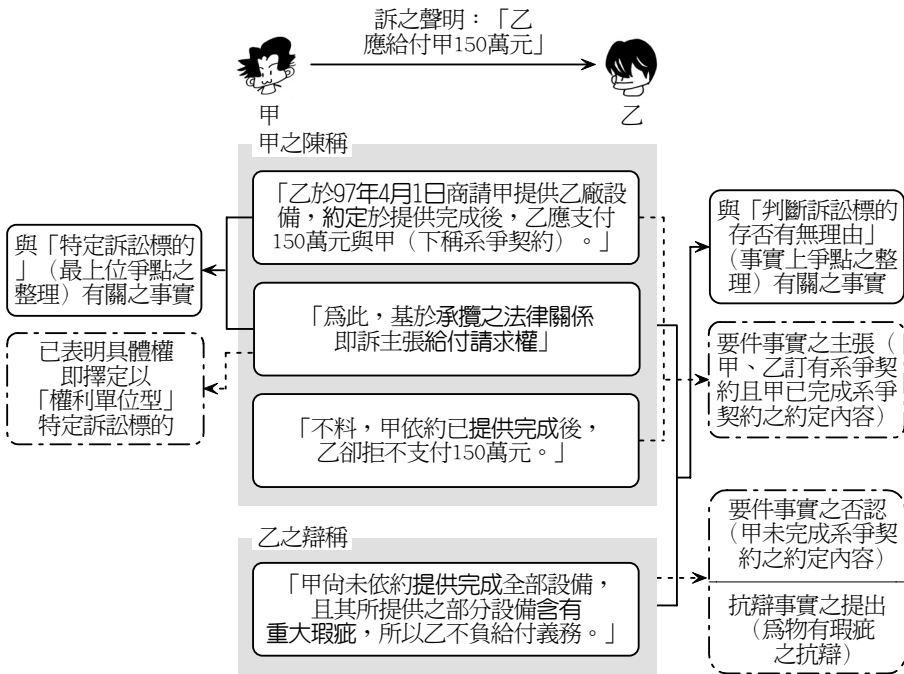 訴之聲明：「乙
應給付甲150萬元」
甲
乙
甲之陳稱
「乙於97年4月1日商請甲提供乙廠設
備，約定於提供完成後，乙應支付
150萬元與甲（下稱系爭契約）。」
與「特定訴訟標的
」（最上位爭點之
整理）有關之事實
與「判斷訴訟標的
存否有無理由」
（事實上爭點之整
理）有關之事實
「為此，基於承攬之法律關係
即訴主張給付請求權」
已表明具體權
即擇定以
「權利單位型」
特定訴訟標的
要件事實之主張（
甲、乙訂有系爭契
約且甲已完成系爭
契約之約定內容）
「不料，甲依約已提供完成後，
乙卻拒不支付150萬元。」
乙之辯稱
「甲尚未依約提供完成全部設備，
且其所提供之部分設備含有
重大瑕疵，所以乙不負給付義務。」
要件事實之否認
（甲未完成系爭契
約之約定內容）
抗辯事實之提出
（為物有瑕疵
之抗辯）